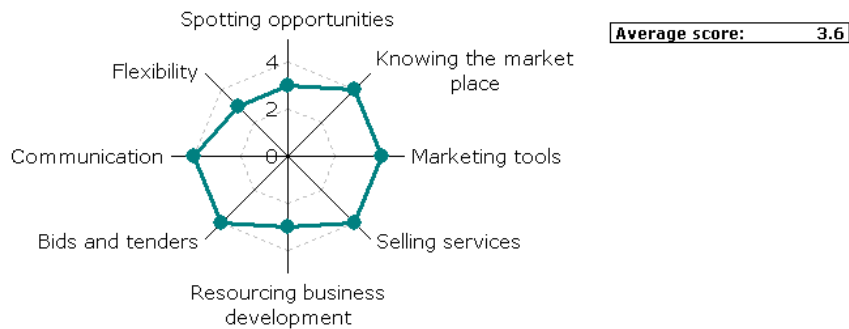 Spotting opportunities
Average score: 3.6
Knowing the market
place
Flexibility
4
2
Communication
0
Marketing tools
Bids and tenders
Selling services
Resourcing business
development